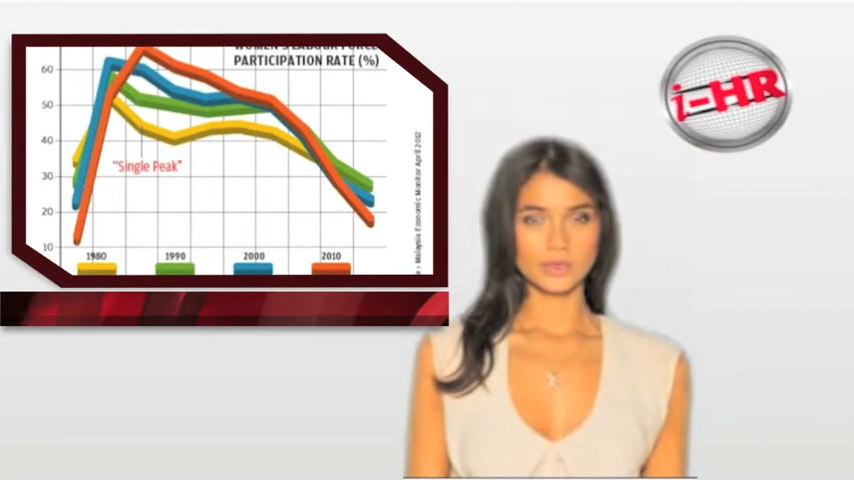 WOMEN'S LABOUR FORCE
PARTICIPATION RATE (%)
60
50
40
30
20
10
"Single Peak"
1980 1990 2000 2010
Malaysia Economic Monitor April 2012
i-HR